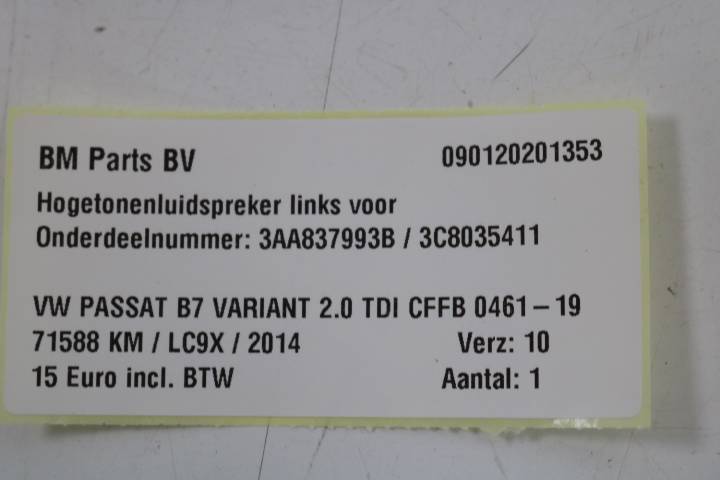 BM Parts BV 090120201353
Hogetonenluidspreker links voor
Onderdeelnummer: 3AA837993B / 3C8035411
VW PASSAT B7 VARIANT 2.0 TDI CFFB 0461-19
71588 KM / LC9X / 2014 Verz: 10
15 Euro incl. BTW Aantal: 1